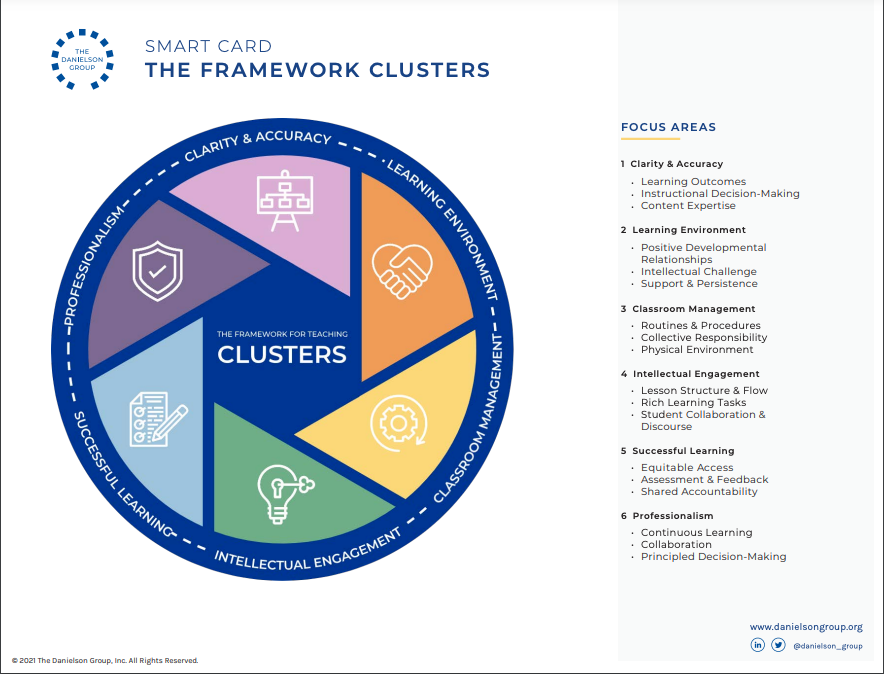 THE
DANIELSON
GROUP
SMART CARD
THE FRAMEWORK CLUSTERS
CLARITY & ACCURACY
LEARNING ENVIRONMENT
CLASSROOM MANAGEMENT
INTELLECTUAL ENGAGEMENT
SUCCESSFUL LEARNING
PROFESSIONALISM
THE FRAMEWORK FOR TEACHING
CLUSTERS
FOCUS AREAS
1 Clarity & Accuracy
• Learning Outcomes
• Instructional Decision-Making
• Content Expertise
2 Learning Environment
• Positive Developmental
Relationships
• Intellectual Challenge
• Support & Persistence
3 Classroom Management
• Routines & Procedures
• Collective Responsibility
• Physical Environment
4 Intellectual Engagement
• Lesson Structure & Flow
• Rich Learning Tasks
• Student Collaboration &
Discourse
5 Successful Learning
• Equitable Access
• Assessment & Feedback
• Shared Accountability
6 Professionalism
• Continuous Learning
• Collaboration
• Principled Decision-Making
www.danielsongroup.org
in @danielson_group
© 2021 The Danielson Group, Inc. All Rights Reserved.